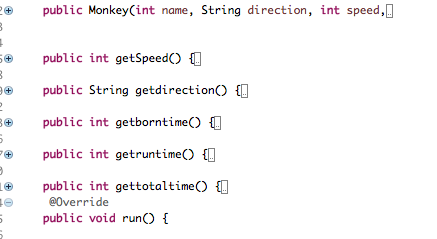 public Monkey(int name, String direction, int speed,
public int getSpeed() {
public String getdirection() {
public int getborntime() {
public int getruntime() {
public int gettotaltime() {
@Override
public void run() {